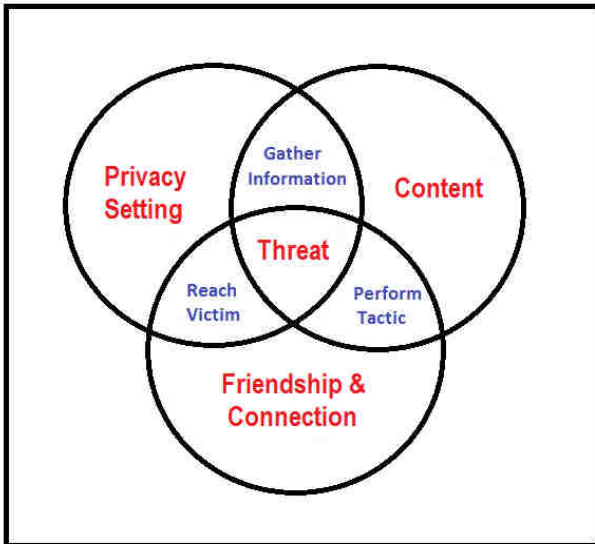 Gather
Information
Privacy
Setting
Content
Threat
Reach
Victim
Perform
Tactic
Friendship &
Connection